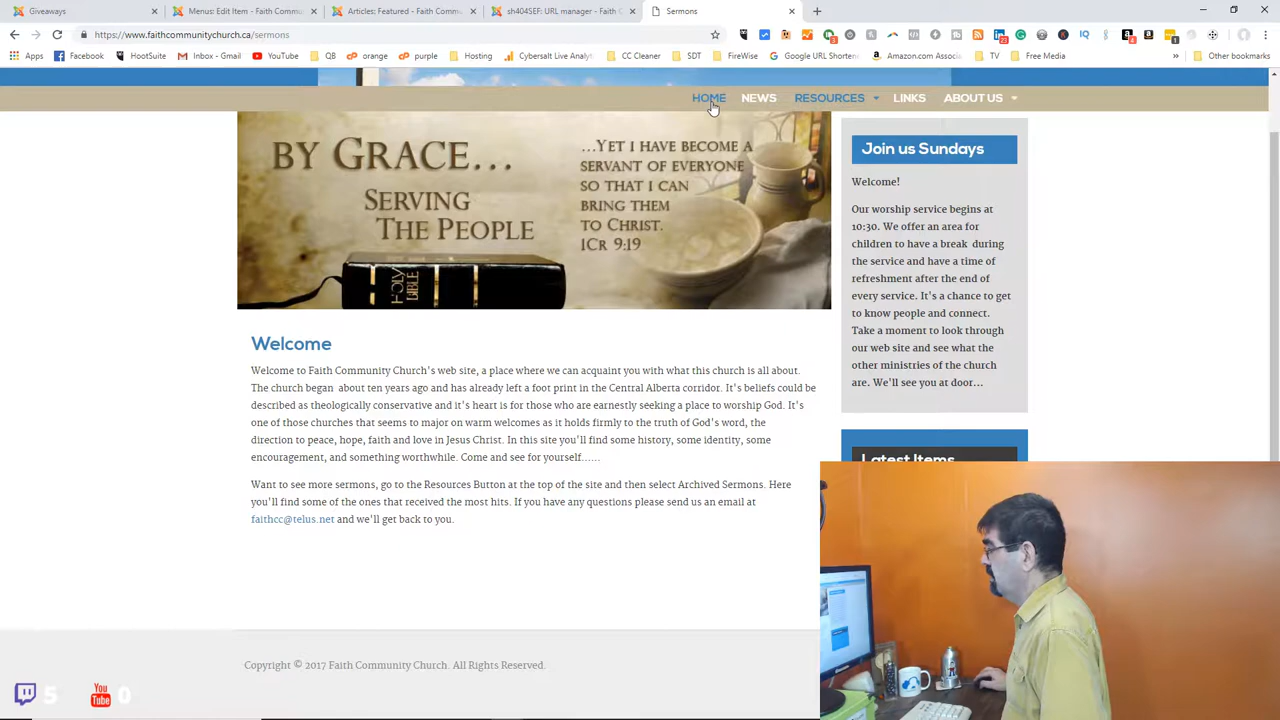 Giveaways
Menus: Edit Item - Faith Commu
Articles: Featured - Faith Comm
sh404SEF: URL manager - Faith C
Sermons
https://www.faithcommunitychurch.ca/sermons
Apps
Facebook
HootSuite
Inbox - Gmail
YouTube
QB
orange
purple
Hosting
Cybersalt Live Analy
CC Cleaner
SDT
FireWise
Google URL Shorten
Amazon.com Associ
TV
Free Media
Other bookmarks
HOME NEWS RESOURCES LINKS ABOUT US
BY GRACE...
SERVING
THE PEOPLE
...YET I HAVE BECOME A
SERVANT OF EVERYONE
SO THAT I CAN
BRING THEM
TO CHRIST.
1CR 9:19
HOLY BIBLE
Join us Sundays
Welcome!
Our worship service begins at
10:30. We offer an area for
children to have a break during
the service and have a time of
refreshment after the end of
every service. It's a chance to get
to know people and connect.
Take a moment to look through
our web site and see what the
other ministries of the church
are. We'll see you at door...
Latest Items
Welcome
Welcome to Faith Community Church's web site, a place where we can acquaint you with what this church is all about.
The church began about ten years ago and has already left a foot print in the Central Alberta corridor. It's beliefs could be
described as theologically conservative and it's heart is for those who are earnestly seeking a place to worship God. It's
one of those churches that seems to major on warm welcomes as it holds firmly to the truth of God's word, the
direction to peace, hope, faith and love in Jesus Christ. In this site you'll find some history, some identity, some
encouragement, and something worthwhile. Come and see for yourself......
Want to see more sermons, go to the Resources Button at the top of the site and then select Archived Sermons. Here
you'll find some of the ones that received the most hits. If you have any questions please send us an email at
faithcc@telus.net and we'll get back to you.
Copyright © 2017 Faith Community Church. All Rights Reserved.
5
You Tube
0